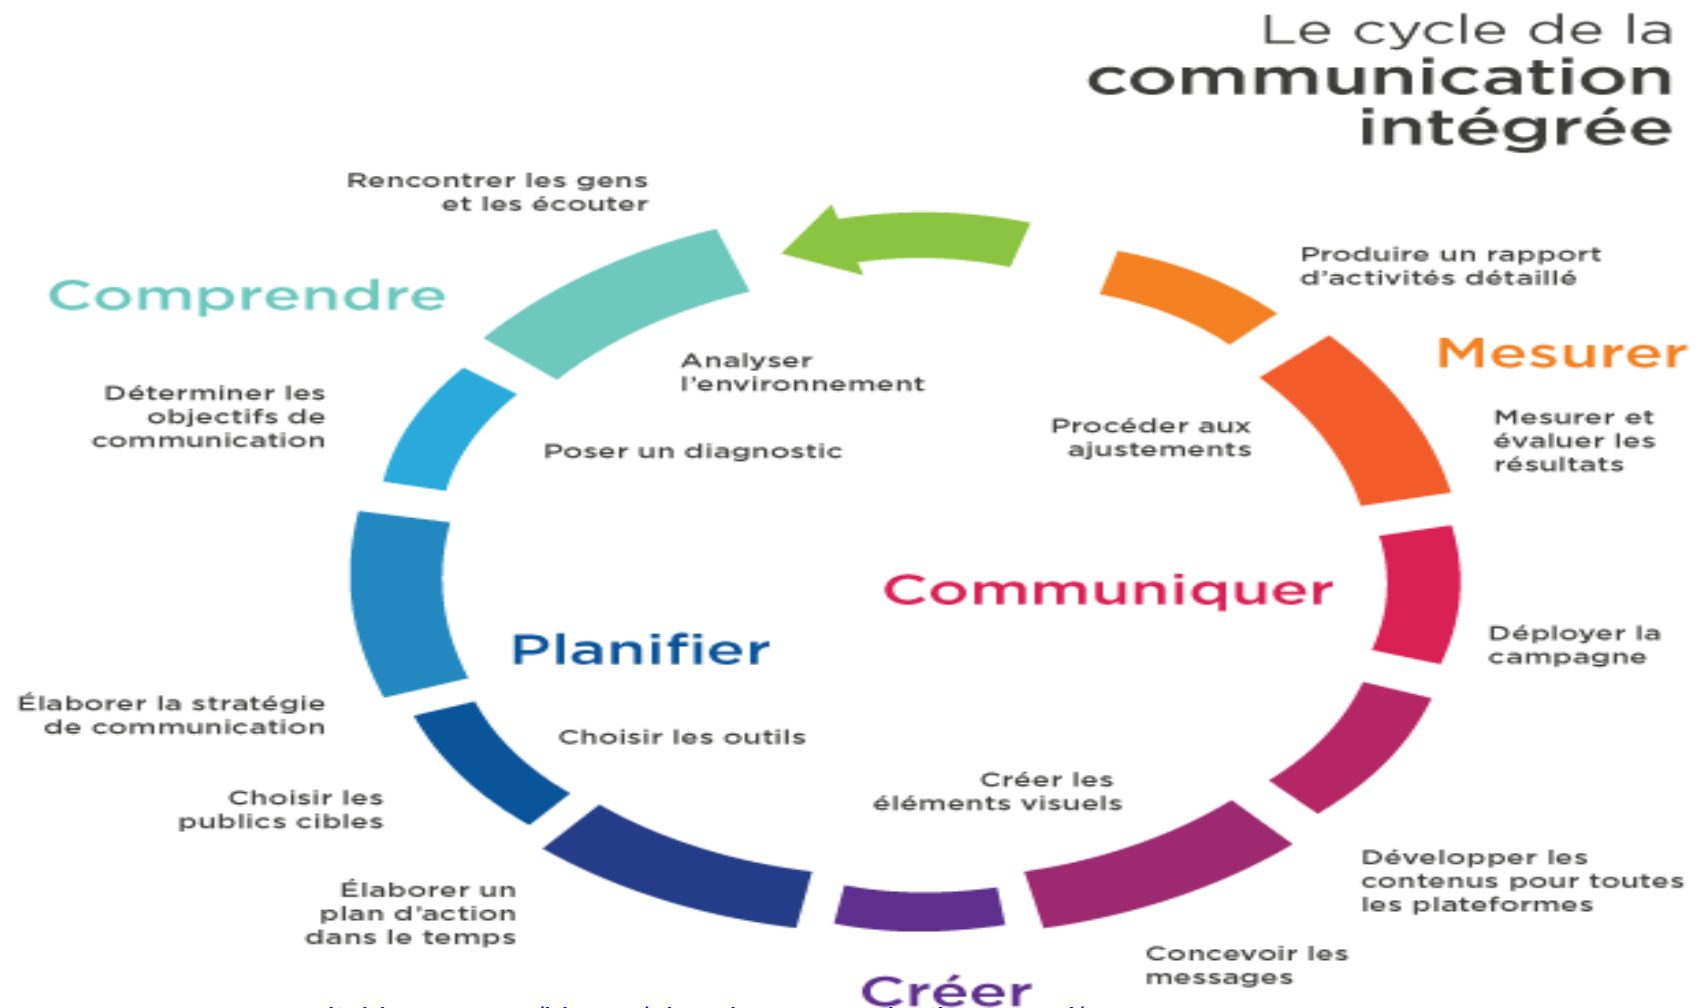 Le cycle de la
communication
intégrée
Rencontrer les gens
et les écouter
Comprendre
Analyser
l'environnement
Poser un diagnostic
Déterminer les
objectifs de
communication
Planifier
Élaborer la stratégie
de communication
Choisir les outils
Choisir les
publics cibles
Élaborer un
plan d'action
dans le temps
Créer
Créer les
éléments visuels
Concevoir les
messages
Développer les
contenus pour toutes
les plateformes
Communiquer
Déployer la
campagne
Mesurer
Mesurer et
évaluer les
résultats
Procéder aux
ajustements
Produire un rapport
d'activités détaillé